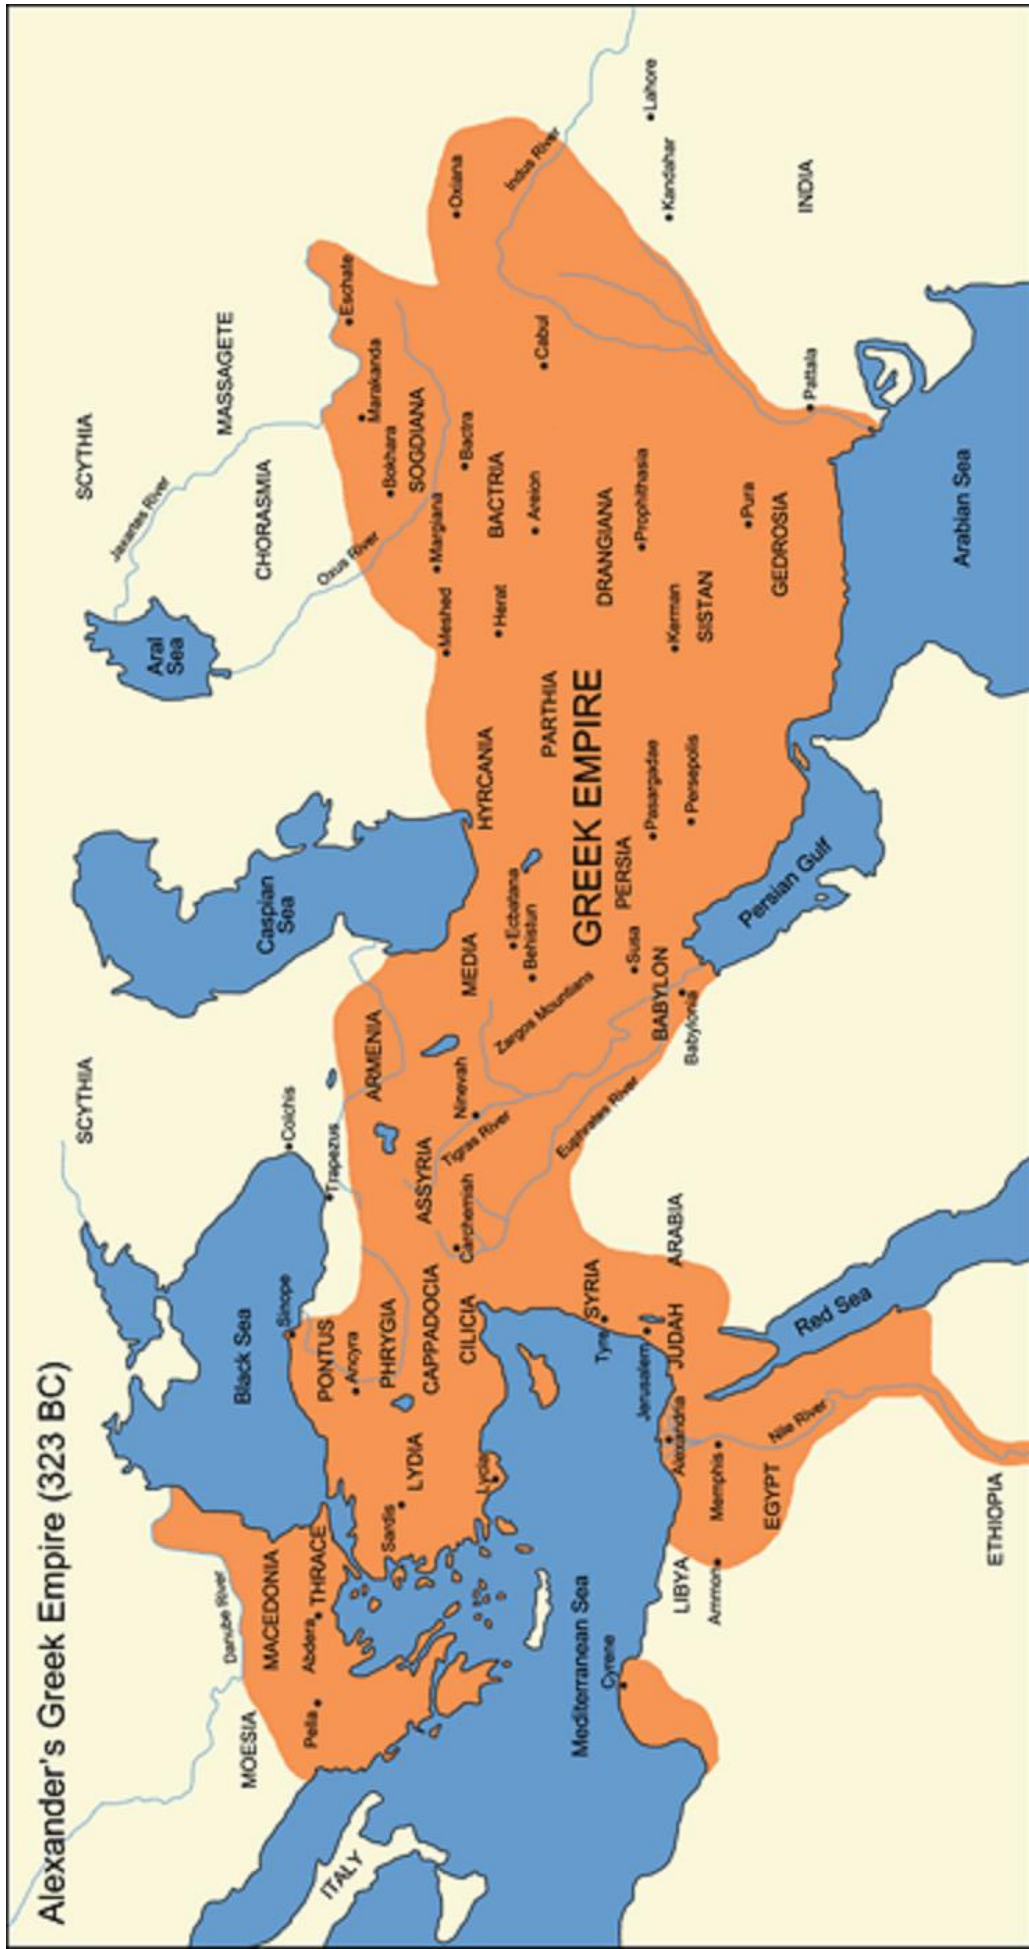 Alexander's Greek Empire (323 BC)
SCYTHIA
SCYTHIA
MOESIA
Danube River
MACEDONIA
Pella
Abdera
THRACE
ITALY
Black Sea
Sinope
Colchis
Trapezus
Caspian
Sea
Aral
Sea
Jaxartes River
MASSAGETE
CHORASMIA
Oxus River
PONTUS
Ancyra
PHRYGIA
CAPPADOCIA
CILICIA
LYDIA
Sardis
Lycia
ARMENIA
ASSYRIA
Carchemish
Ninevah
Tigras River
Euphrates River
Zargos Mountians
MEDIA
Ecbatana
Behistun
HYRCANIA
PARTHIA
GREEK EMPIRE
PERSIA
Susa
Pasargadae
Persepolis
BABYLON
Babylonia
Persian Gulf
Meshed
Herat
Margiana
Bokhara
Marakanda
Eschate
SOGDIANA
Bactra
BACTRIA
Areion
Cabul
Oxiana
Indus River
Lahore
Kandahar
INDIA
Pattala
DRANGIANA
Prophthasia
Kerman
SISTAN
Pura
GEDROSIA
Arabian Sea
Mediterranean Sea
Cyrene
LIBYA
Ammon
Alexandria
Memphis
EGYPT
Nile River
ETHIOPIA
Red Sea
SYRIA
Tyre
Jerusalem
JUDAH
ARABIA